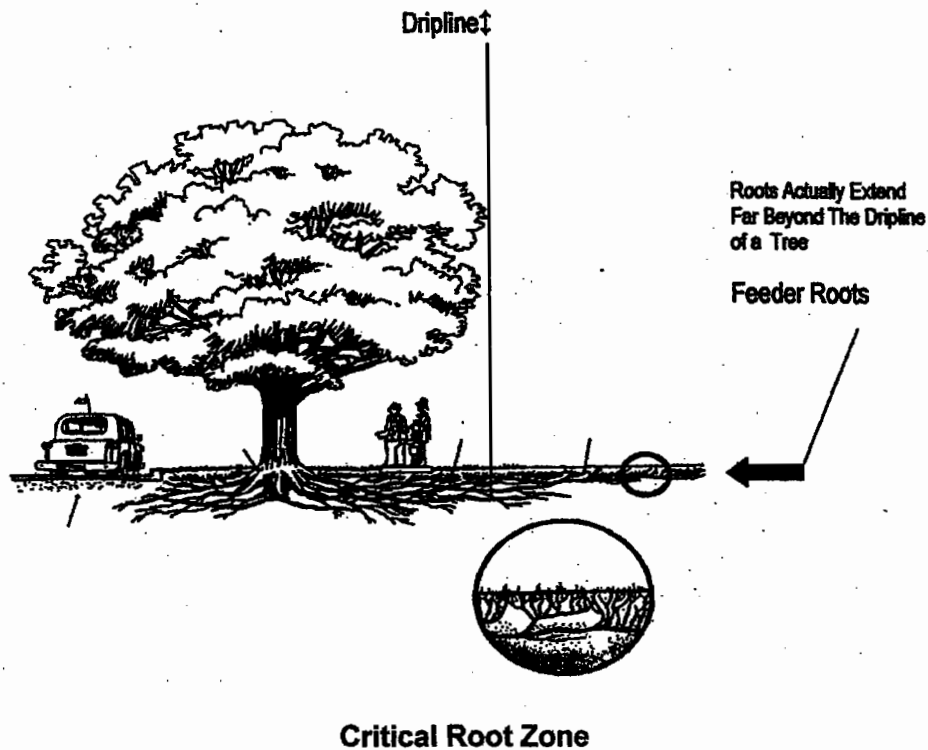 Dripline‡
Roots Actually Extend
Far Beyond The Dripline
of a Tree
Feeder Roots
Critical Root Zone